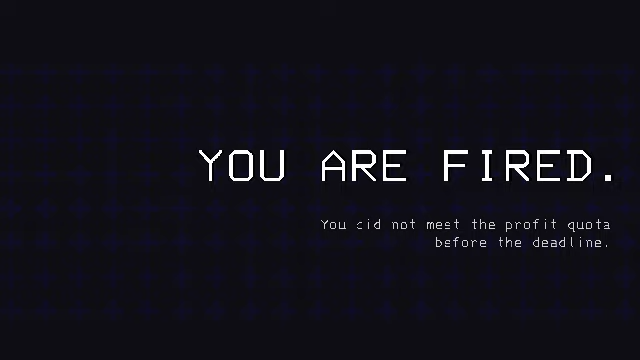 YOU ARE FIRED.
You did not meet the profit quota
before the deadline.